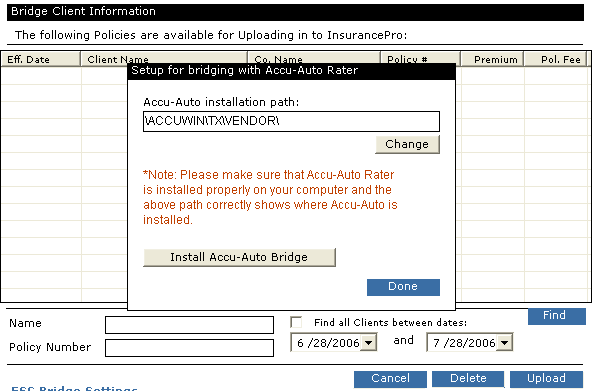 Bridge Client Information
The following Policies are available for Uploading in to InsurancePro:
Eff. Date Client Name Co. Name Policy # Premium Pol. Fee
Setup for bridging with Accu-Auto Rater
Accu-Auto installation path:
\ACCUWIN\TX\VENDOR\
Change
*Note: Please make sure that Accu-Auto Rater
is installed properly on your computer and the
above path correctly shows where Accu-Auto is
installed.
Install Accu-Auto Bridge
Done
Find
Name
Find all Clients between dates:
Policy Number
6 /28/2006 and 7 /28/2006
Cancel Delete Upload
FSC Bridge Settings